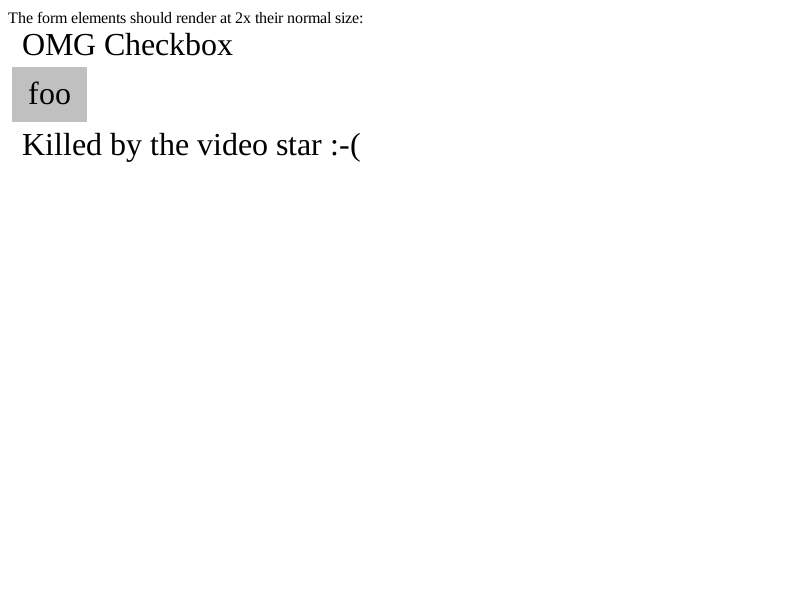 The form elements should render at 2x their normal size:
OMG Checkbox
foo
Killed by the video star :-(